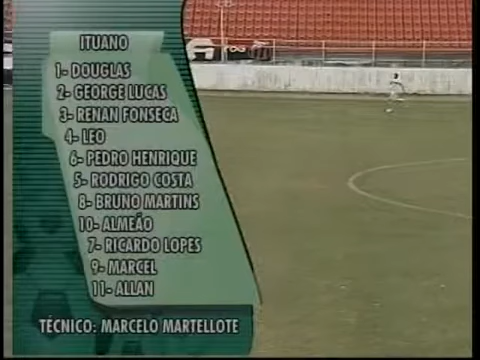 ITUANO
1- DOUGLAS
2- GEORGE LUCAS
3- RENAN FONSECA
4- LEO
6- PEDRO HENRIQUE
5- RODRIGO COSTA
8- BRUNO MARTINS
10- ALMEÃO
7- RICARDO LOPES
9- MARCEL
11- ALLAN
TÉCNICO: MARCELO MARTELLOTE